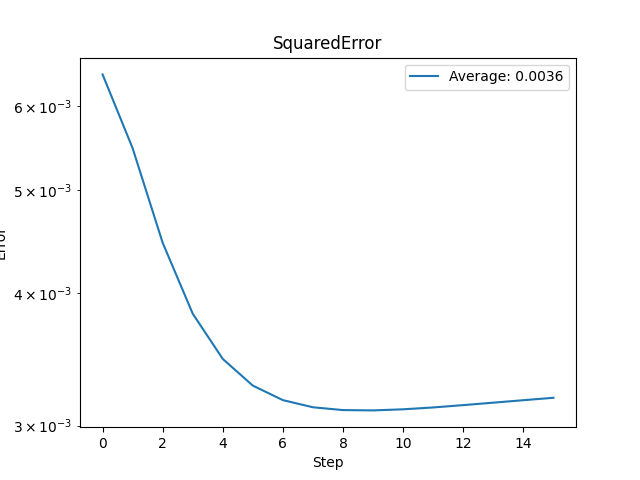 SquaredError
Average: 0.0036
6 × 10⁻³
5 × 10⁻³
4 × 10⁻³
3 × 10⁻³
Error
0 2 4 6 8 10 12 14
Step